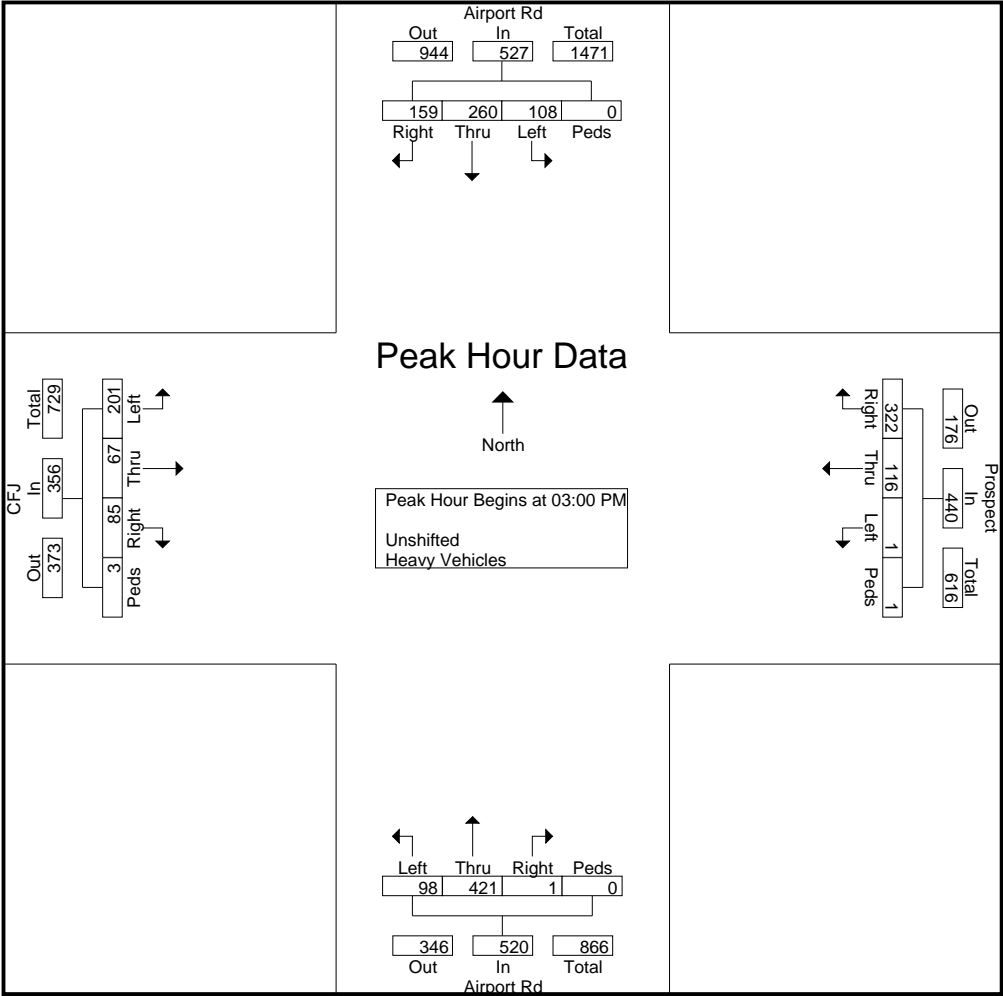 Airport Rd
Out In Total
944 527 1471
159 260 108 0
Right Thru Left Peds
Peak Hour Data
North
Peak Hour Begins at 03:00 PM
Unshifted
Heavy Vehicles
CFJ
Total In Out
729 356 373
201 67 85 3
Left Thru Right Peds
Prospect
Out In Total
176 440 616
322 116 1 1
Right Thru Left Peds
Left Thru Right Peds
98 421 1 0
346 520 866
Out In Total
Airport Rd